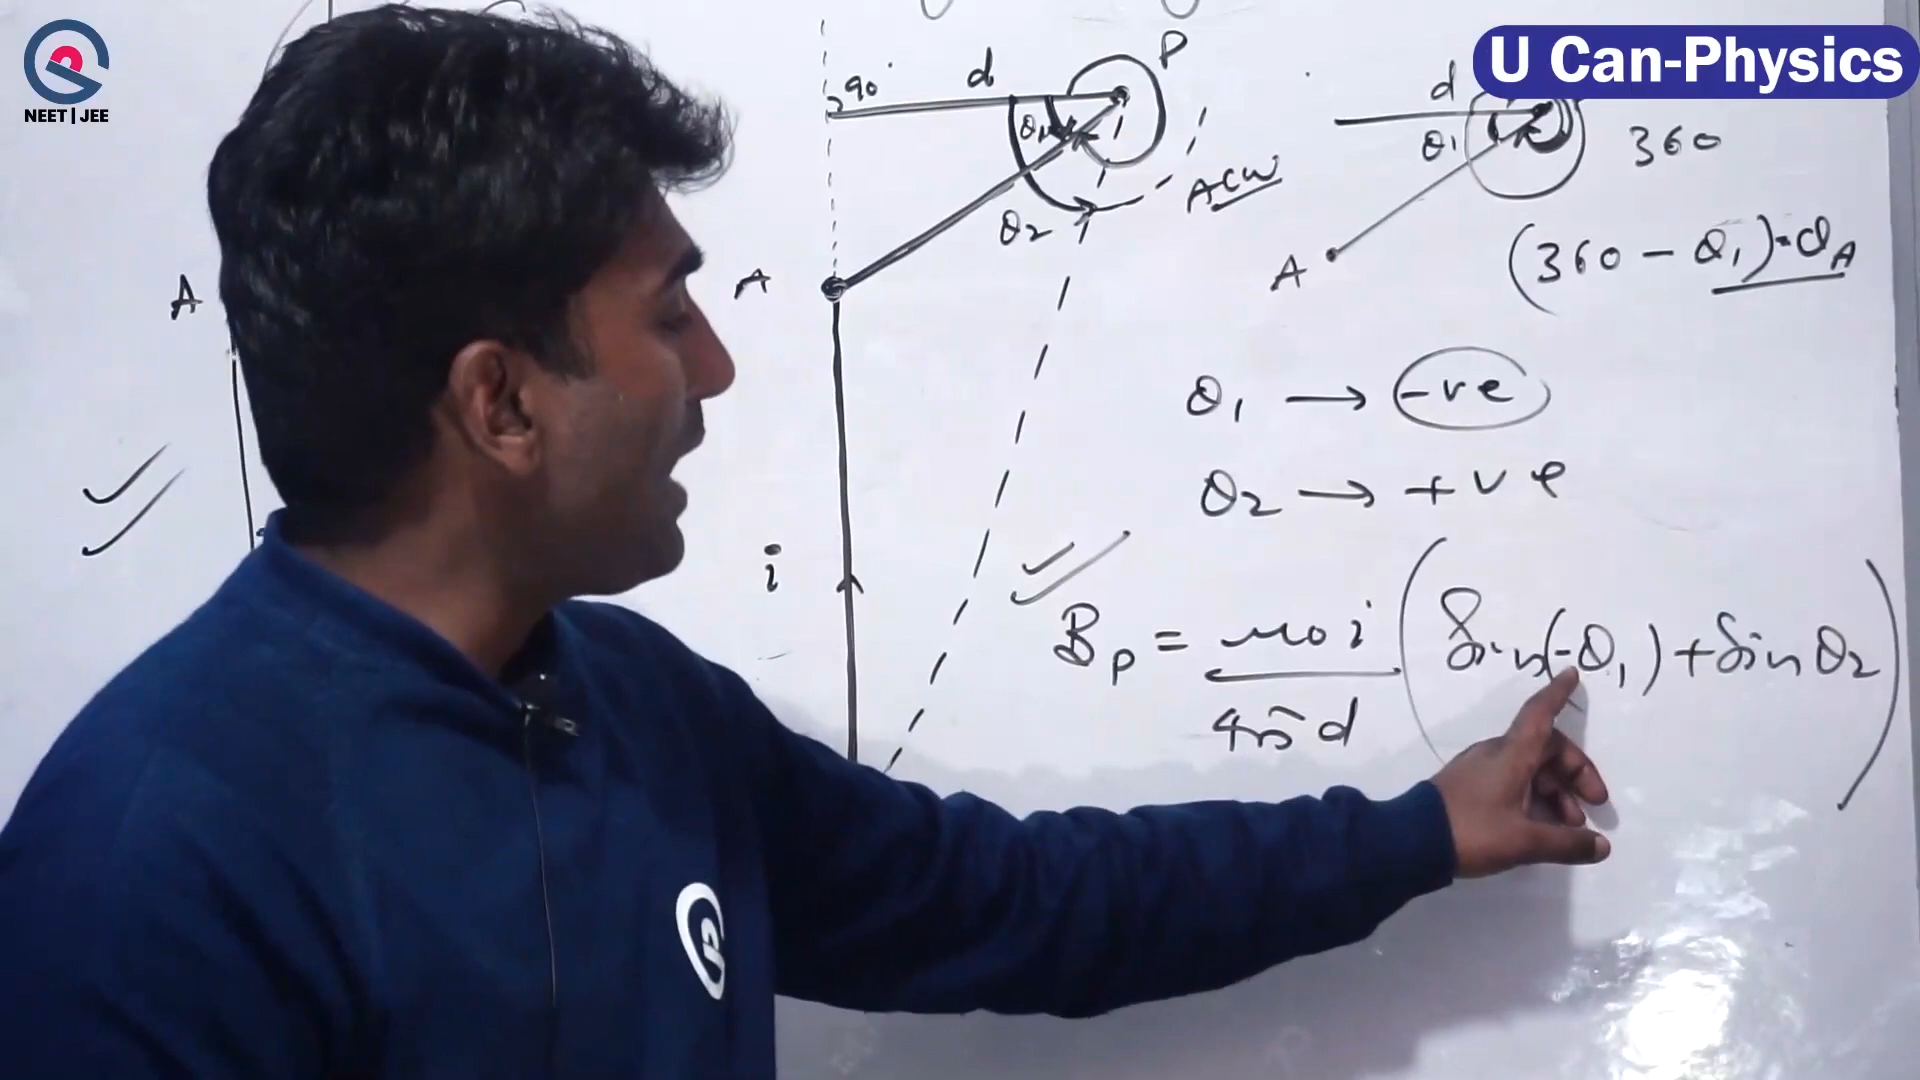 NEET | JEE
U Can-Physics
90°
d
P
θ1
θ2
ACW
A
A
i
d
θ1
360
A
(360 - θ1) = θA
θ1 → -ve
θ2 → +ve
Bp = μ0 i / 4π d (Sin(-θ1) + Sin θ2)